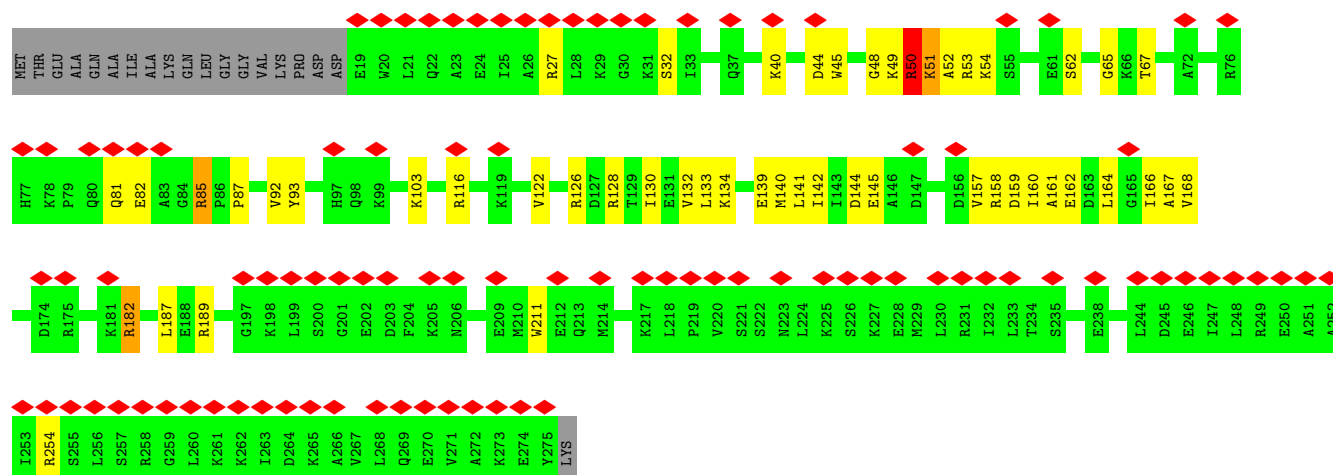 MET THR GLU ALA GLN ALA ILE ALA LYS GLN LEU GLY GLY VAL LYS PRO ASP ASP E19 W20 L21 Q22 A23 E24 I25 A26 R27 L28 K29 G30 K31 S32 I33 Q37 K40 D44 W45 G48 K49 R50 K51 A52 R53 K54 S55 E61 S62 G65 K66 T67 A72 R76
H77 K78 P79 Q80 Q81 E82 A83 G84 R85 P86 P87 V92 Y93 H97 Q98 K99 K103 R116 K119 V122 R126 D127 R128 T129 I130 E131 V132 L133 K134 E139 M140 L141 I142 I143 D144 E145 A146 D147 D156 V157 R158 D159 I160 A161 E162 D163 L164 G165 I166 A167 V168
D174 R175 K181 R182 L187 E188 R189 G197 K198 L199 S200 G201 E202 D203 F204 K205 N206 E209 M210 W211 E212 Q213 M214 K217 L218 P219 V220 S221 S222 N223 L224 K225 S226 K227 E228 M229 L230 R231 I232 L233 T234 S235 E238 L244 D245 E246 I247 L248 R249 E250 A251 A252
I253 R254 S255 L256 S257 R258 G259 L260 K261 K262 I263 D264 K265 A266 V267 L268 Q269 E270 V271 A272 K273 E274 Y275 LYS